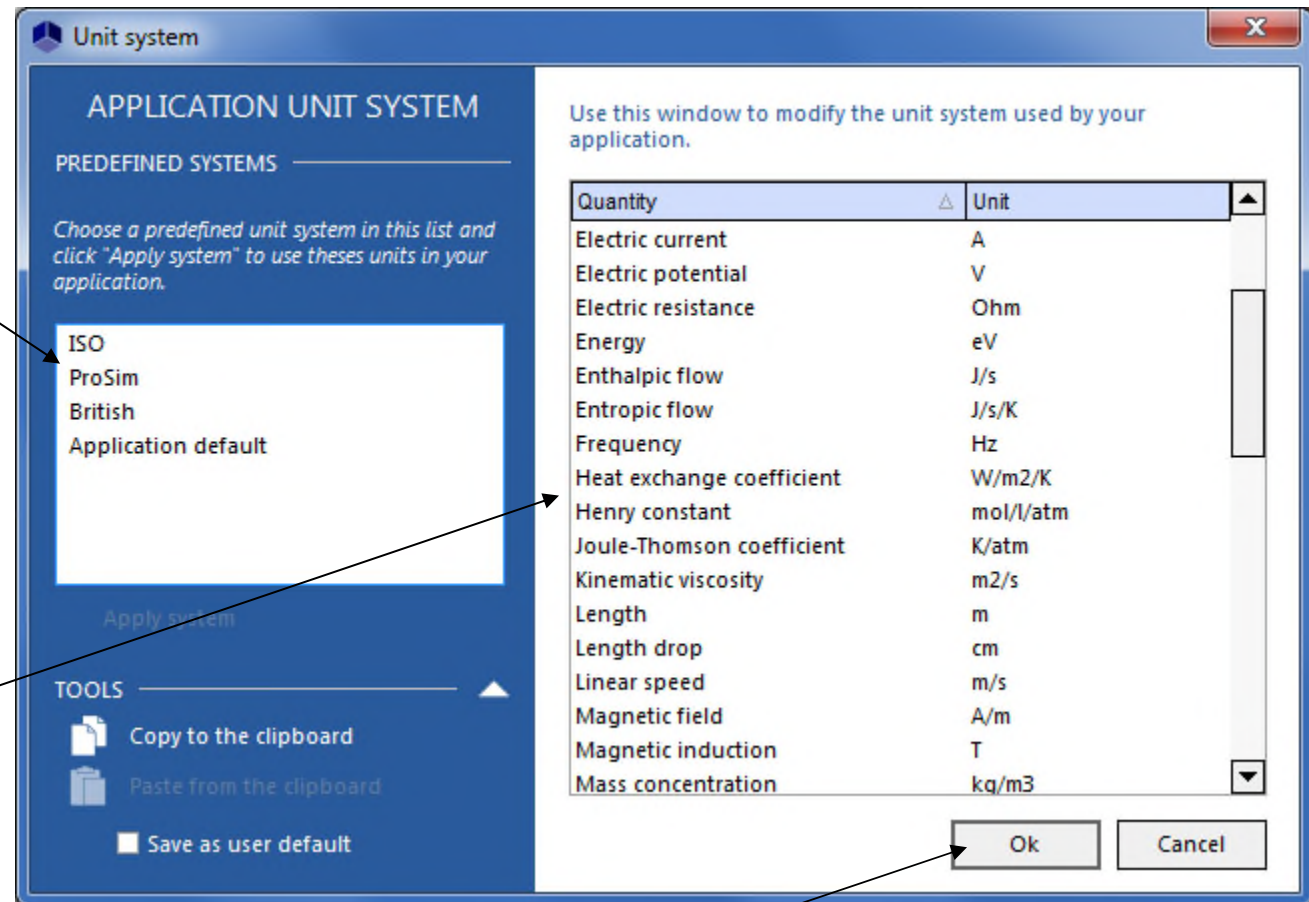 Unit system
X
APPLICATION UNIT SYSTEM
PREDEFINED SYSTEMS
Choose a predefined unit system in this list and
click "Apply system" to use theses units in your
application.
ISO
ProSim
British
Application default
Apply system
TOOLS
Copy to the clipboard
Paste from the clipboard
Save as user default
Use this window to modify the unit system used by your
application.
Quantity Unit
Electric current A
Electric potential V
Electric resistance Ohm
Energy eV
Enthalpic flow J/s
Entropic flow J/s/K
Frequency Hz
Heat exchange coefficient W/m2/K
Henry constant mol/l/atm
Joule-Thomson coefficient K/atm
Kinematic viscosity m2/s
Length m
Length drop cm
Linear speed m/s
Magnetic field A/m
Magnetic induction T
Mass concentration kg/m3
Ok Cancel